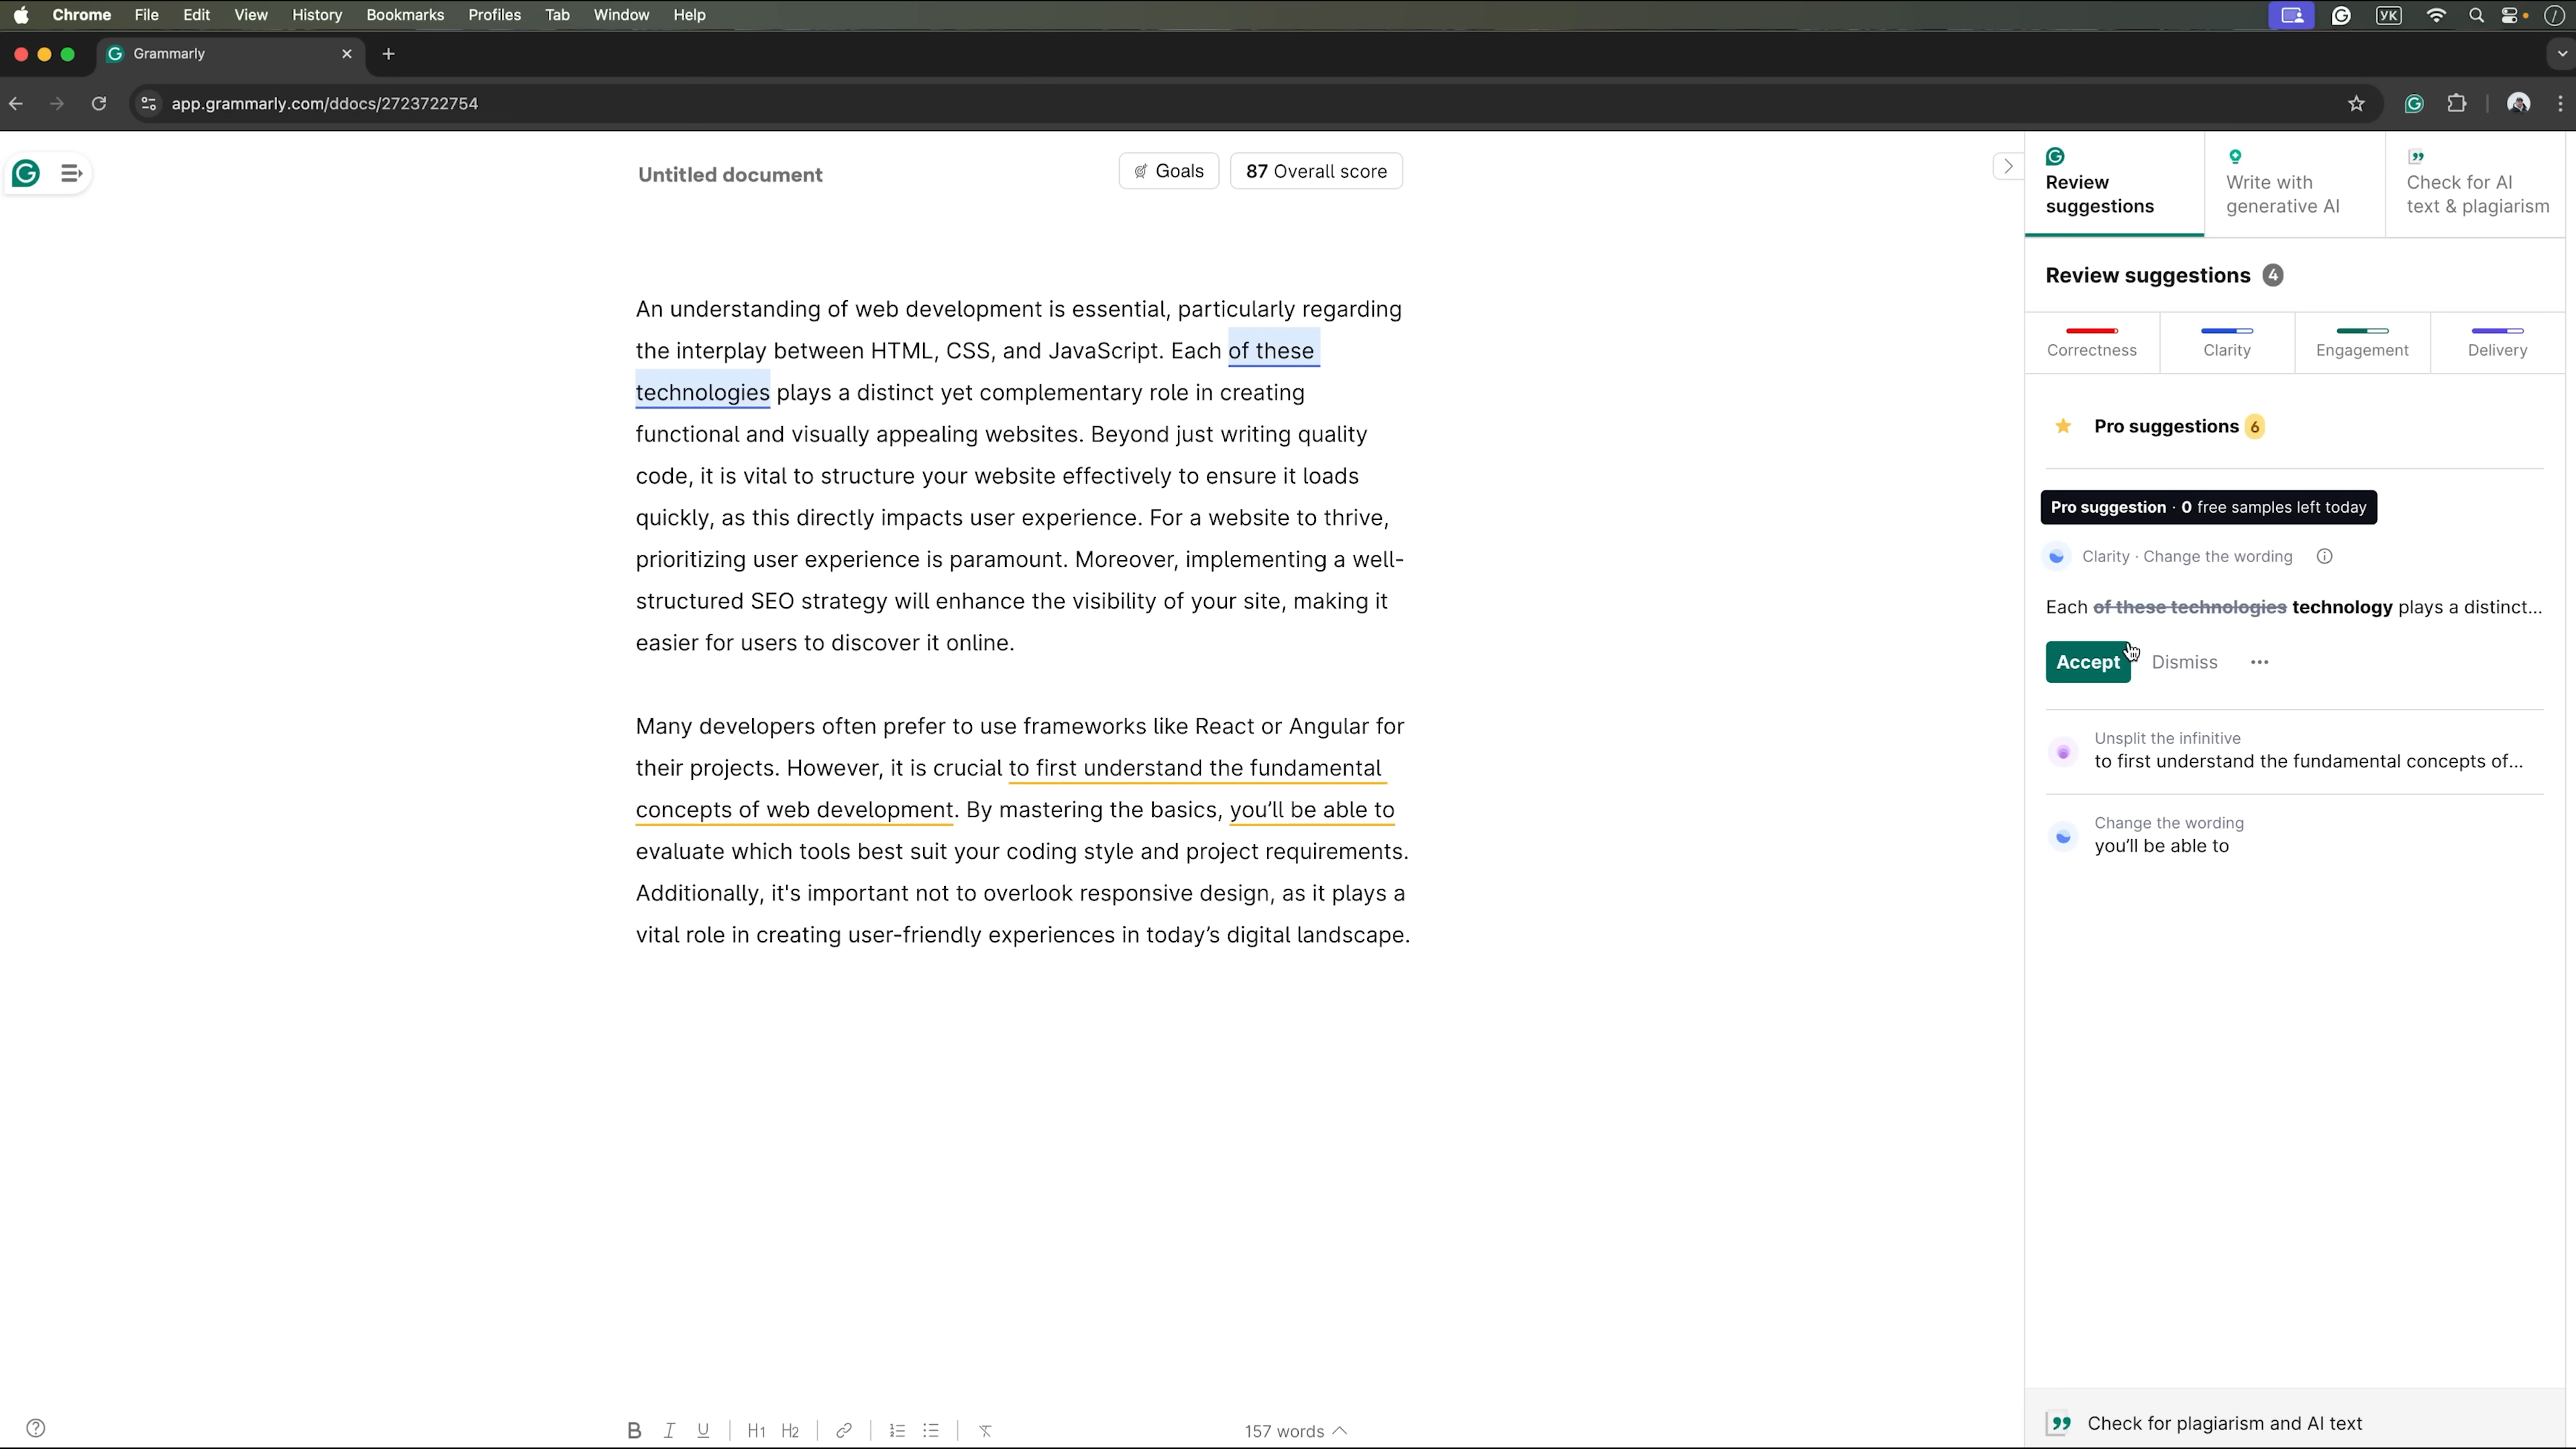 Chrome File Edit View History Bookmarks Profiles Tab Window Help
УК
Grammarly
app.grammarly.com/ddocs/2723722754
Untitled document
Goals
87 Overall score
An understanding of web development is essential, particularly regarding
the interplay between HTML, CSS, and JavaScript. Each of these
technologies plays a distinct yet complementary role in creating
functional and visually appealing websites. Beyond just writing quality
code, it is vital to structure your website effectively to ensure it loads
quickly, as this directly impacts user experience. For a website to thrive,
prioritizing user experience is paramount. Moreover, implementing a well-
structured SEO strategy will enhance the visibility of your site, making it
easier for users to discover it online.
Many developers often prefer to use frameworks like React or Angular for
their projects. However, it is crucial to first understand the fundamental
concepts of web development. By mastering the basics, you’ll be able to
evaluate which tools best suit your coding style and project requirements.
Additionally, it's important not to overlook responsive design, as it plays a
vital role in creating user-friendly experiences in today’s digital landscape.
B I U H1 H2
157 words
Review
suggestions
Write with
generative AI
Check for AI
text & plagiarism
Review suggestions 4
Correctness
Clarity
Engagement
Delivery
Pro suggestions 6
Pro suggestion · 0 free samples left today
Clarity · Change the wording
Each of these technologies technology plays a distinct...
Accept
Dismiss
Unsplit the infinitive
to first understand the fundamental concepts of...
Change the wording
you’ll be able to
Check for plagiarism and AI text